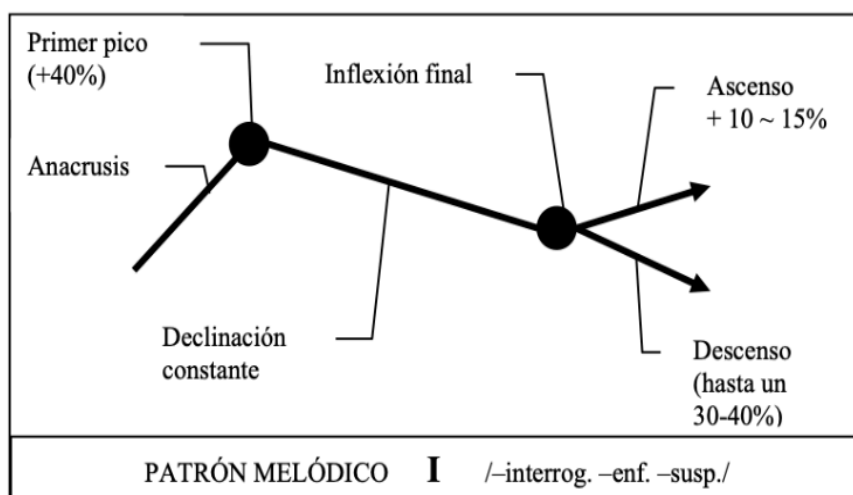 Primer pico
(+40%)
Anacrusis
Inflexión final
Ascenso
+ 10 ~ 15%
Declinación
constante
Descenso
(hasta un
30-40%)
PATRÓN MELÓDICO I /–interrog. –enf. –susp./